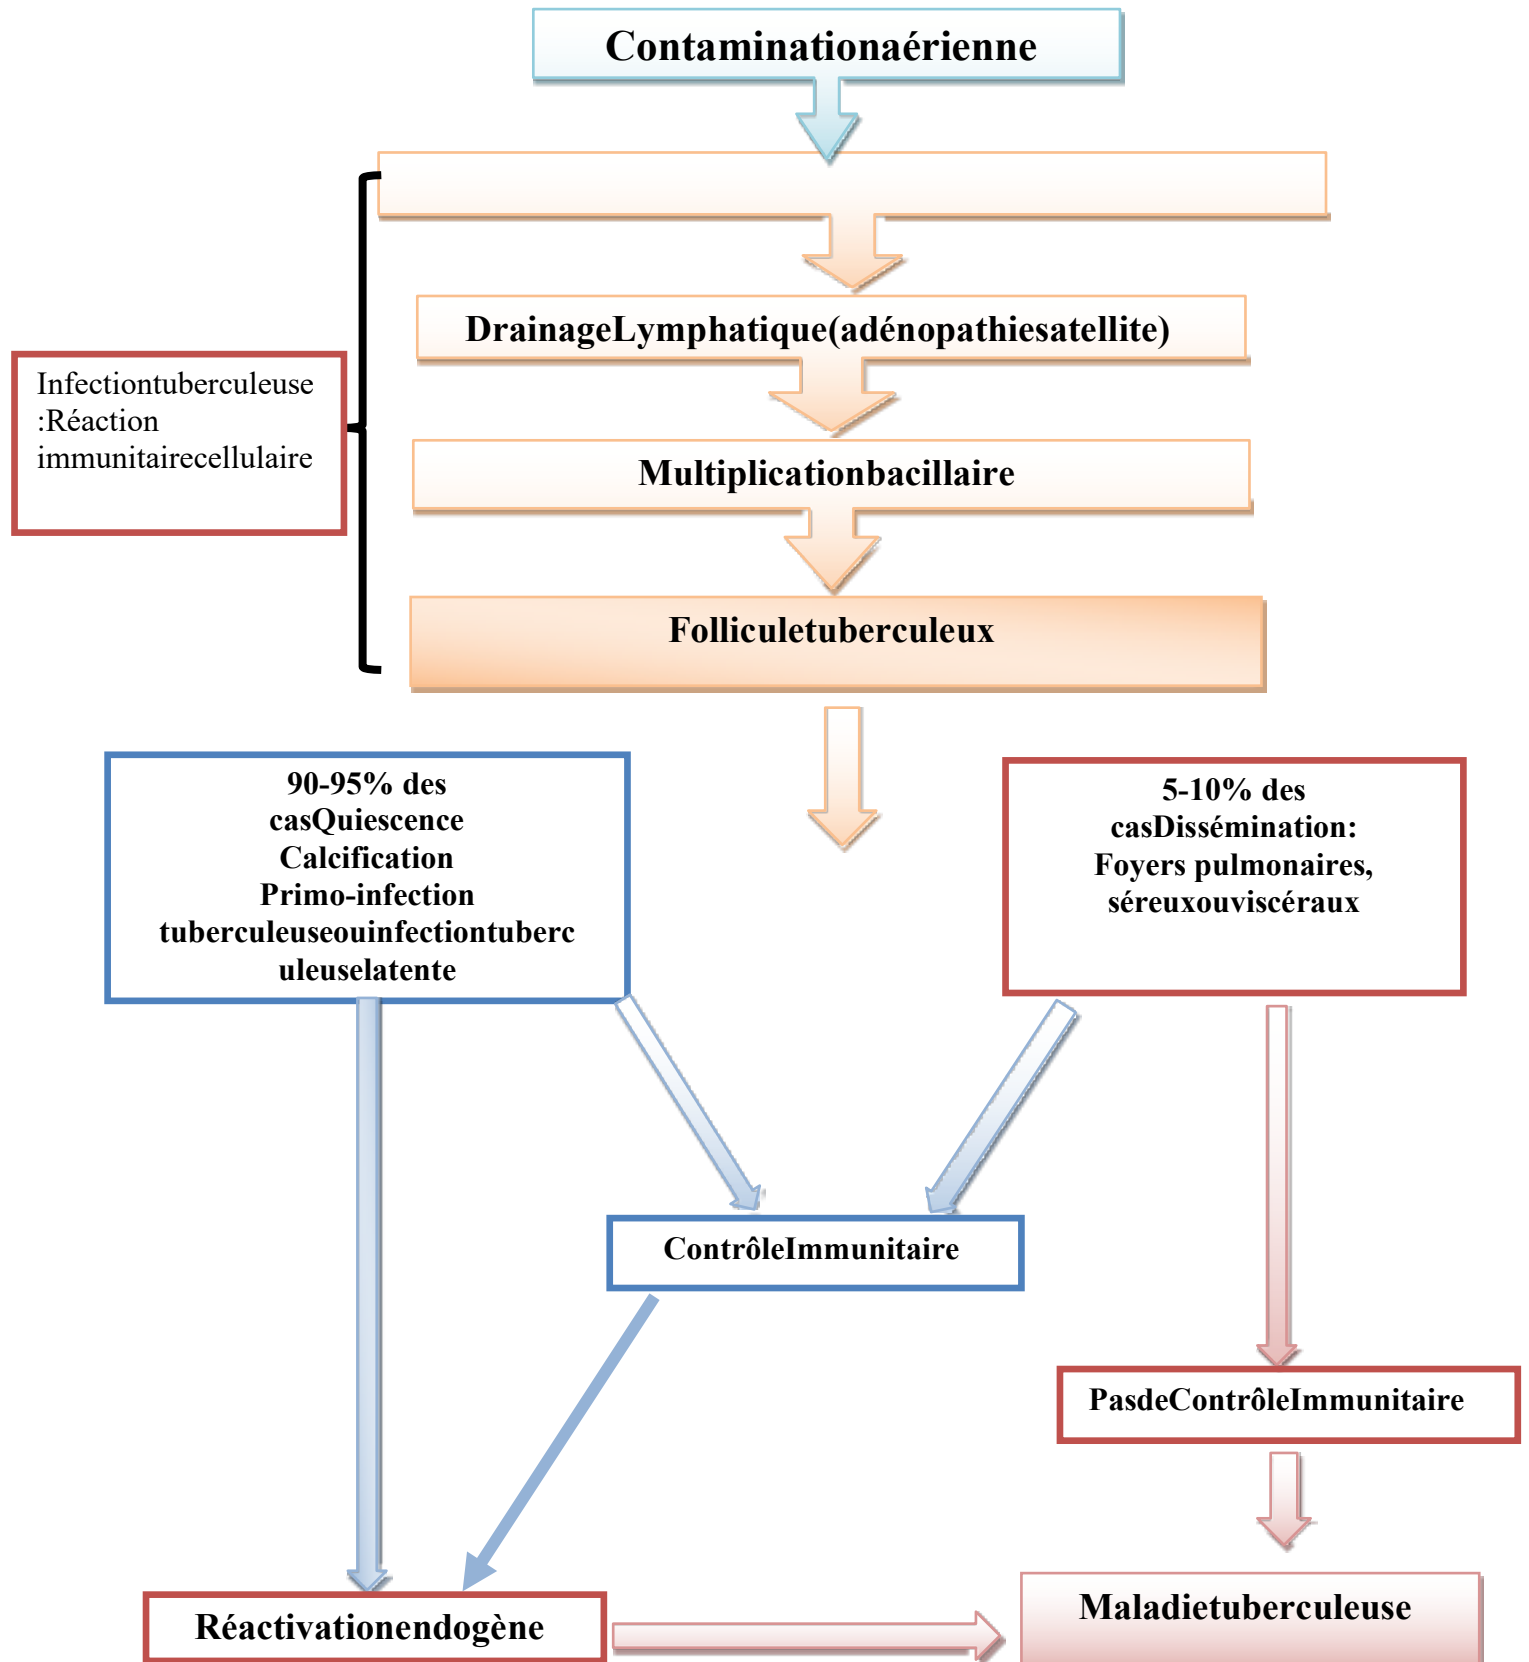 Contaminationaérienne
DrainageLymphatique(adénopathiesatellite)
Infectiontuberculeuse
:Réaction
immunitairecellulaire
Multiplicationbacillaire
Folliculetuberculeux
90-95% des
casQuiescence
Calcification
Primo-infection
tuberculeuseouinfectiontuberc
uleuselatente
5-10% des
casDissémination:
Foyers pulmonaires,
séreuxouviscéraux
ContrôleImmunitaire
PasdeContrôleImmunitaire
Réactivationendogène
Maladietuberculeuse